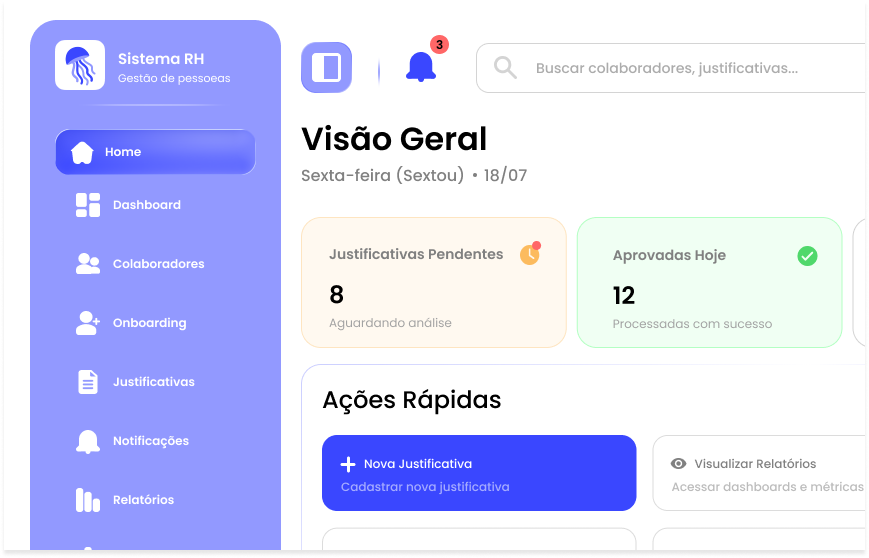 Sistema RH
Gestão de pessoeas
Home
Dashboard
Colaboradores
Onboarding
Justificativas
Notificações
Relatórios
3
Buscar colaboradores, justificativas...
Visão Geral
Sexta-feira (Sextou) • 18/07
Justificativas Pendentes
8
Aguardando análise
Aprovadas Hoje
12
Processadas com sucesso
Ações Rápidas
Nova Justificativa
Cadastrar nova justificativa
Visualizar Relatórios
Acessar dashboards e métricas